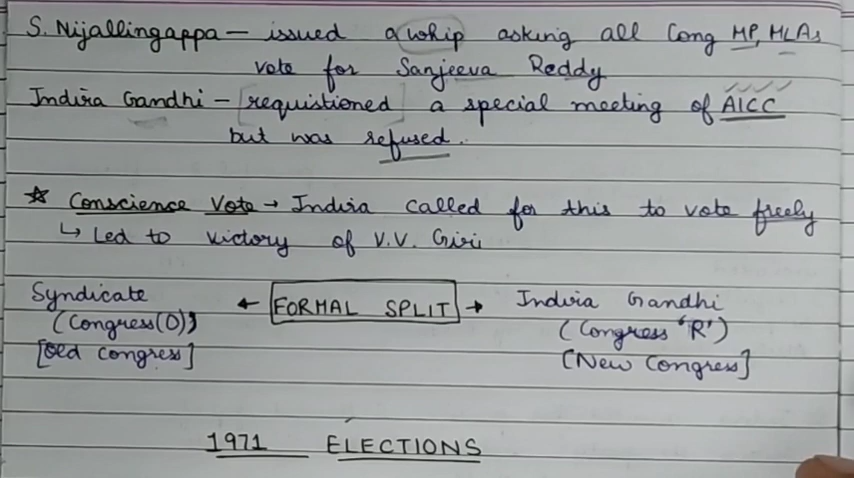 S. Nijallingappa — issued a whip asking all Cong MP, MLAs
vote for Sanjeeva Reddy
Indira Gandhi - requistioned a special meeting of AICC
but was refused.
☆ Conscience Vote → Indira called for this to vote freely
↳ Led to victory of V.V. Giri
Syndicate ← FORMAL SPLIT → Indira Gandhi
(Congress(O)) (Congress 'R')
[Old Congress] [New Congress]
1971 ELECTIONS